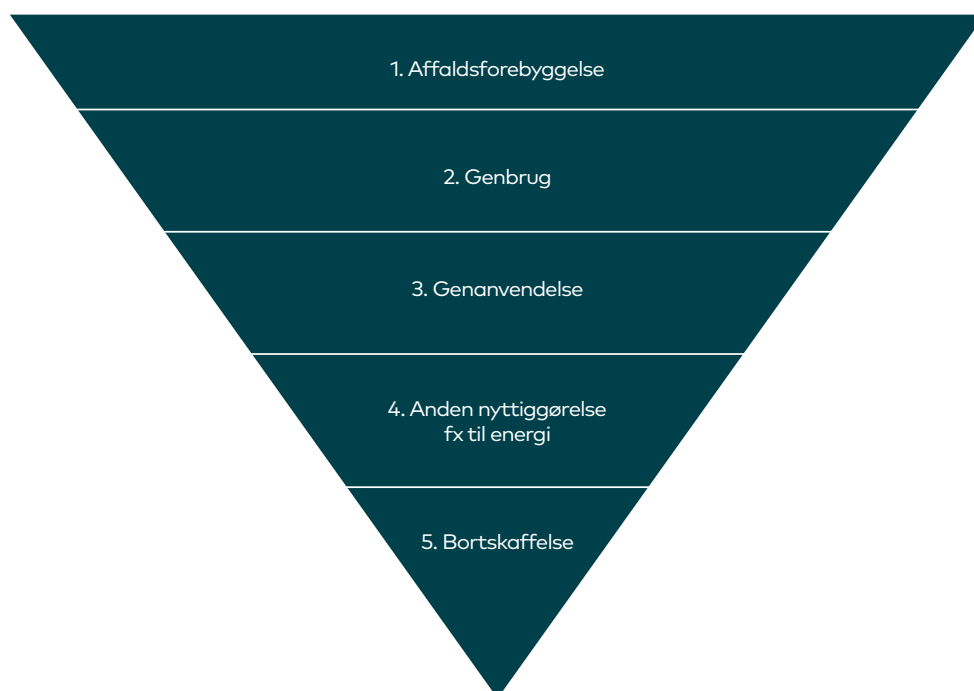 1. Affaldsforebyggelse
2. Genbrug
3. Genanvendelse
4. Anden nyttiggørelse
fx til energi
5. Bortskaffelse